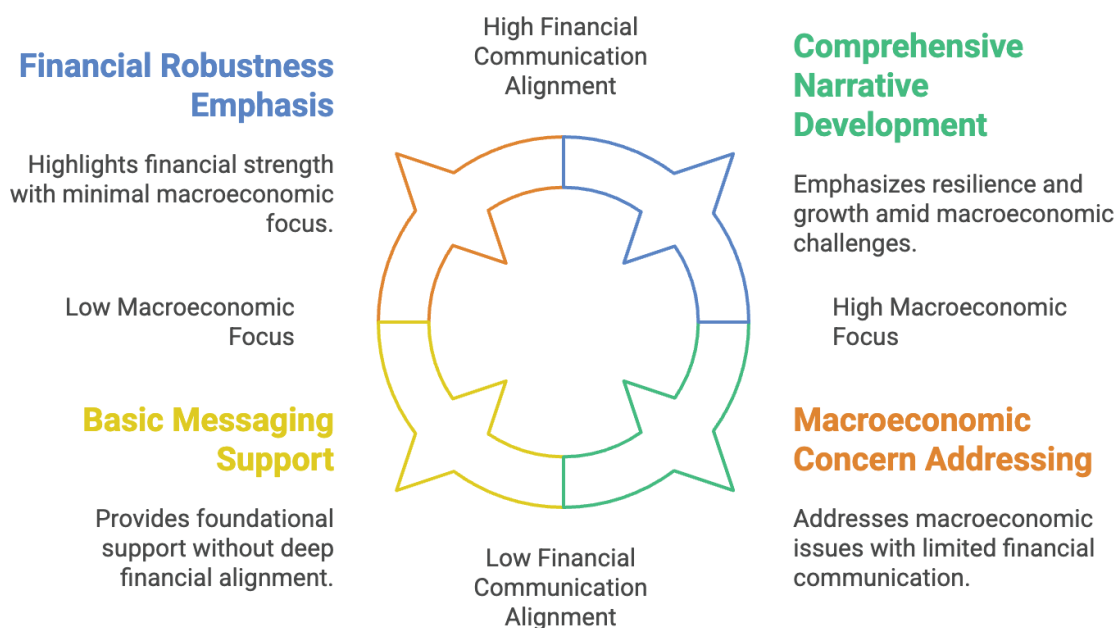 High Financial
Communication
Alignment
Financial Robustness
Emphasis
Highlights financial strength
with minimal macroeconomic
focus.
Comprehensive
Narrative
Development
Emphasizes resilience and
growth amid macroeconomic
challenges.
Low Macroeconomic
Focus
High Macroeconomic
Focus
Basic Messaging
Support
Provides foundational
support without deep
financial alignment.
Macroeconomic
Concern Addressing
Addresses macroeconomic
issues with limited financial
communication.
Low Financial
Communication
Alignment